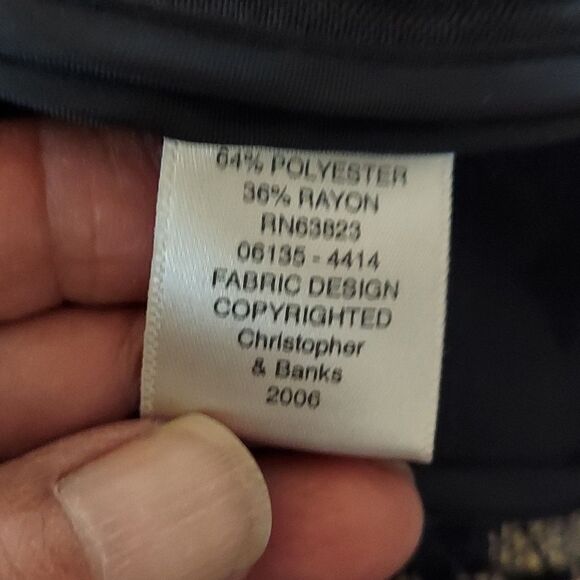 64% POLYESTER
36% RAYON
RN63823
06135 - 4414
FABRIC DESIGN
COPYRIGHTED
Christopher
& Banks
2006